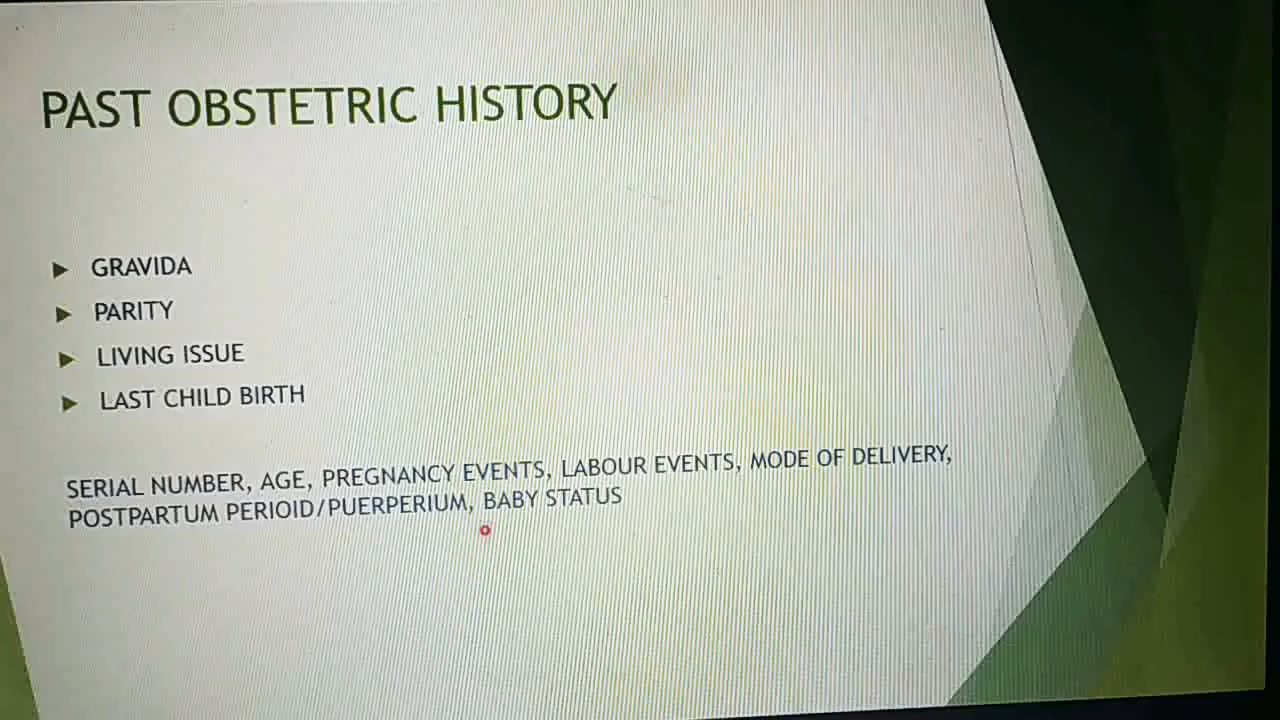 PAST OBSTETRIC HISTORY
GRAVIDA
PARITY
LIVING ISSUE
LAST CHILD BIRTH
SERIAL NUMBER, AGE, PREGNANCY EVENTS, LABOUR EVENTS, MODE OF DELIVERY,
POSTPARTUM PERIOID/PUERPERIUM, BABY STATUS